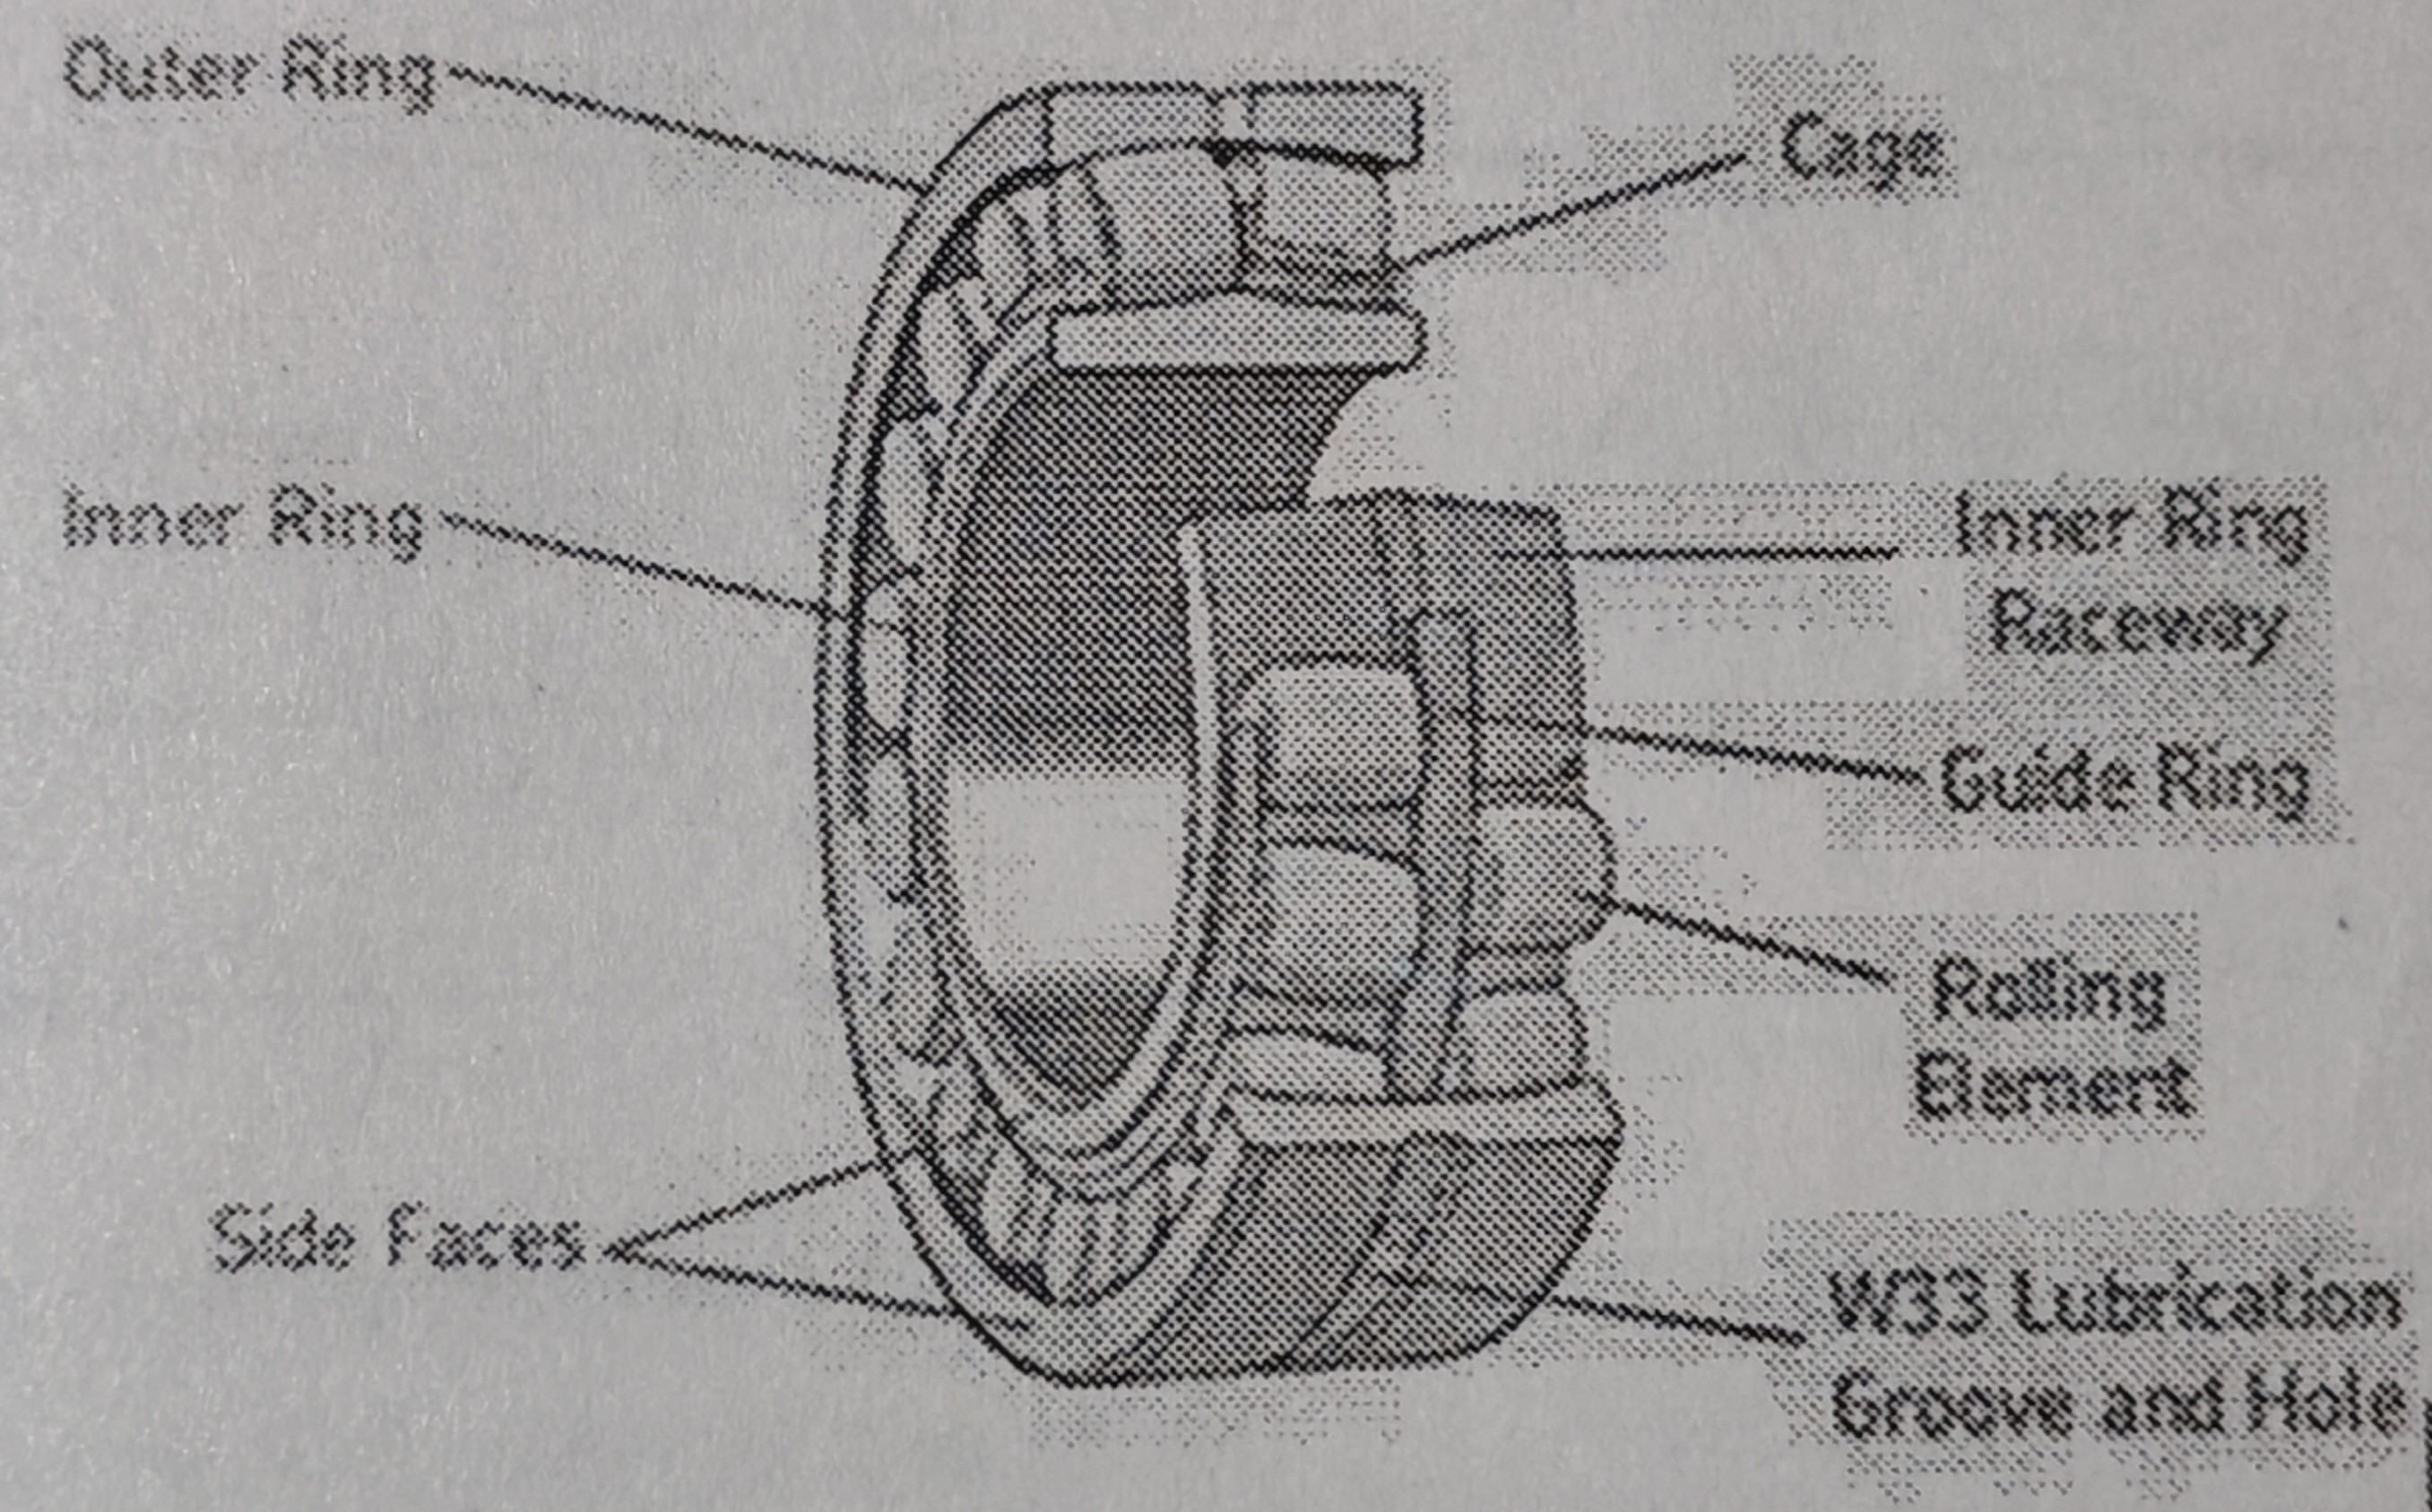 Outer Ring
Cage
Inner Ring
Inner Ring
Raceway
Guide Ring
Rolling
Element
Side Faces
W33 Lubrication
Groove and Hole